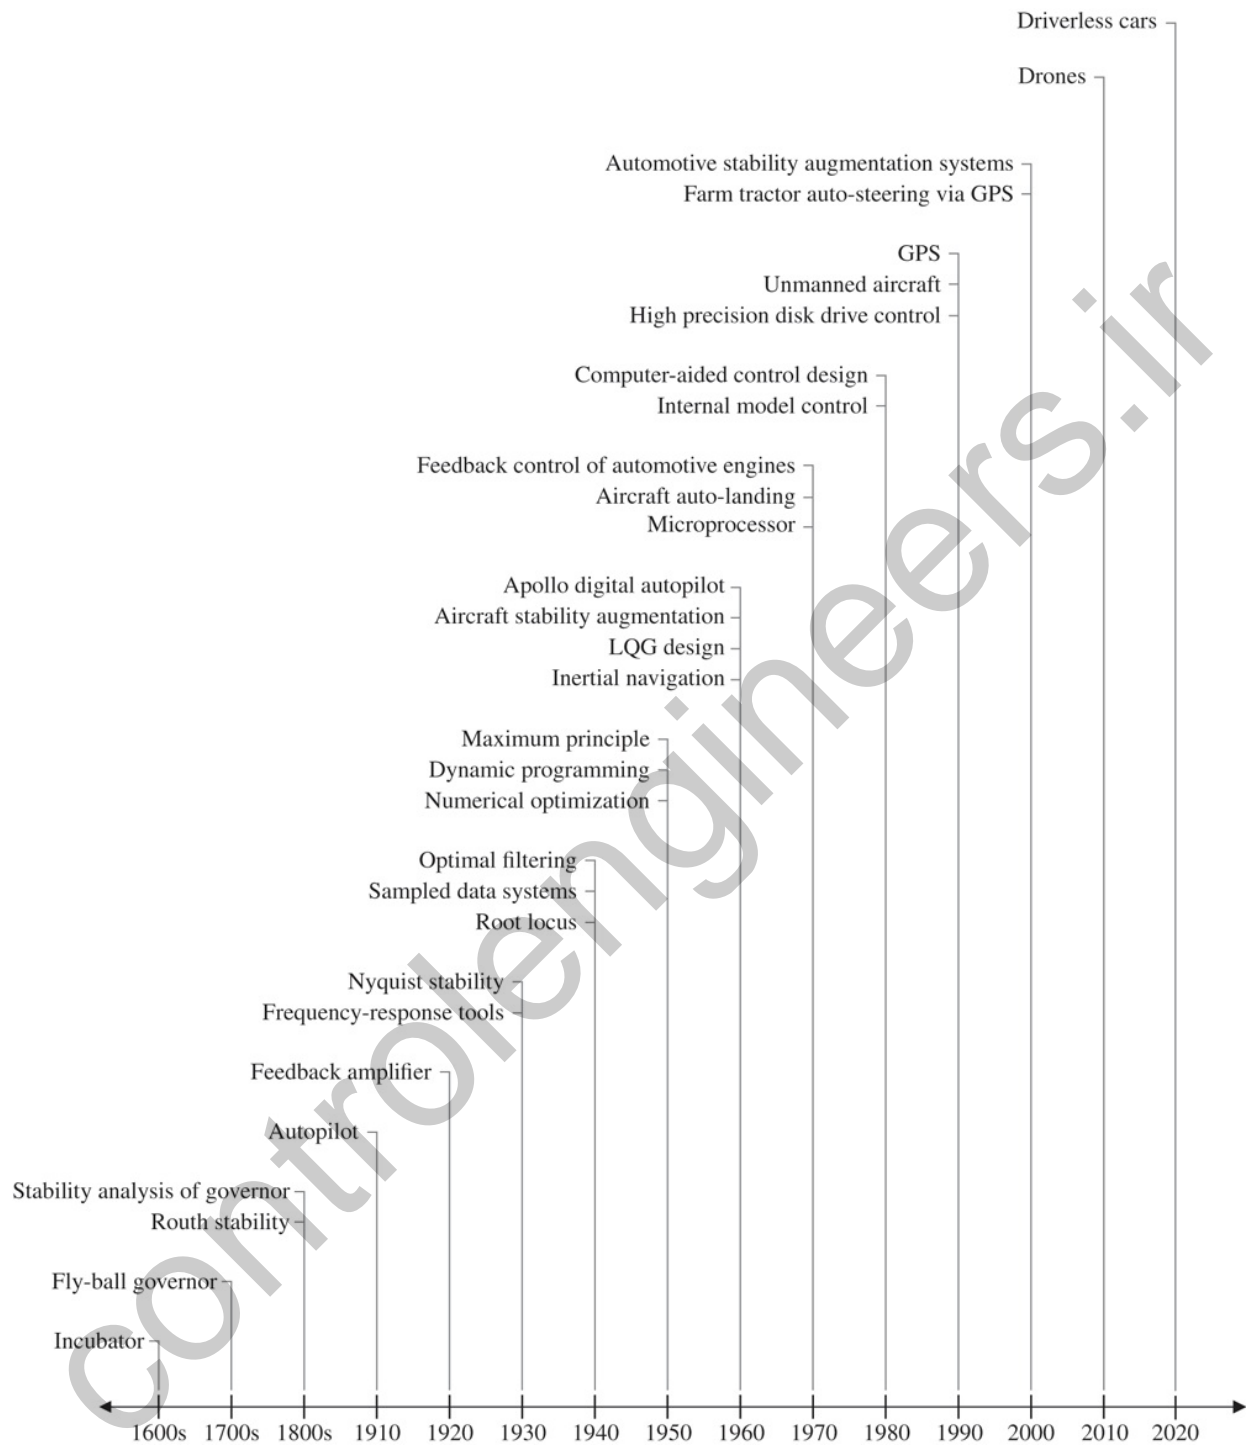 Driverless cars
Drones
Automotive stability augmentation systems
Farm tractor auto-steering via GPS
GPS
Unmanned aircraft
High precision disk drive control
Computer-aided control design
Internal model control
Feedback control of automotive engines
Aircraft auto-landing
Microprocessor
Apollo digital autopilot
Aircraft stability augmentation
LQG design
Inertial navigation
Maximum principle
Dynamic programming
Numerical optimization
Optimal filtering
Sampled data systems
Root locus
Nyquist stability
Frequency-response tools
Feedback amplifier
Autopilot
Stability analysis of governor
Routh stability
Fly-ball governor
Incubator
1600s 1700s 1800s 1910 1920 1930 1940 1950 1960 1970 1980 1990 2000 2010 2020
controlengineers.ir